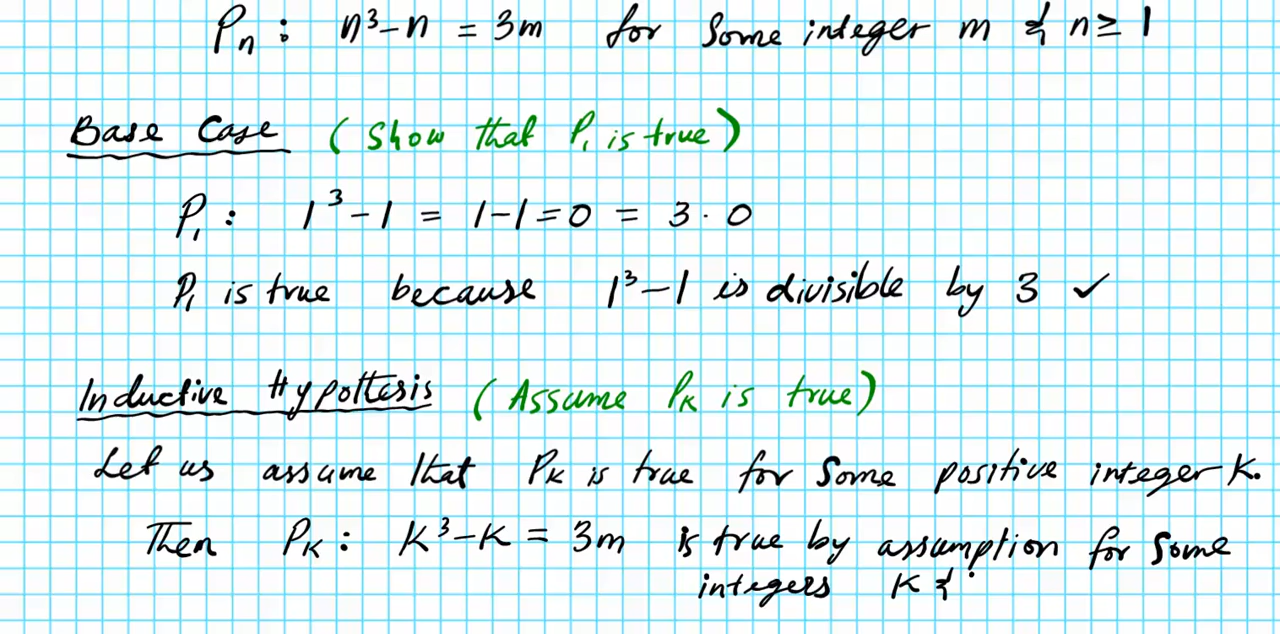 Pₙ : n³-n = 3m for Some integer m & n ≥ 1
Base Case (Show that P₁ is true)
P₁ : 1³-1 = 1-1=0 = 3·0
P₁ is true because 1³-1 is divisible by 3 ✓
Inductive Hypothesis (Assume Pₖ is true)
Let us assume that Pₖ is true for Some positive integer K.
Then Pₖ : K³-K = 3m is true by assumption for Some
integers K &